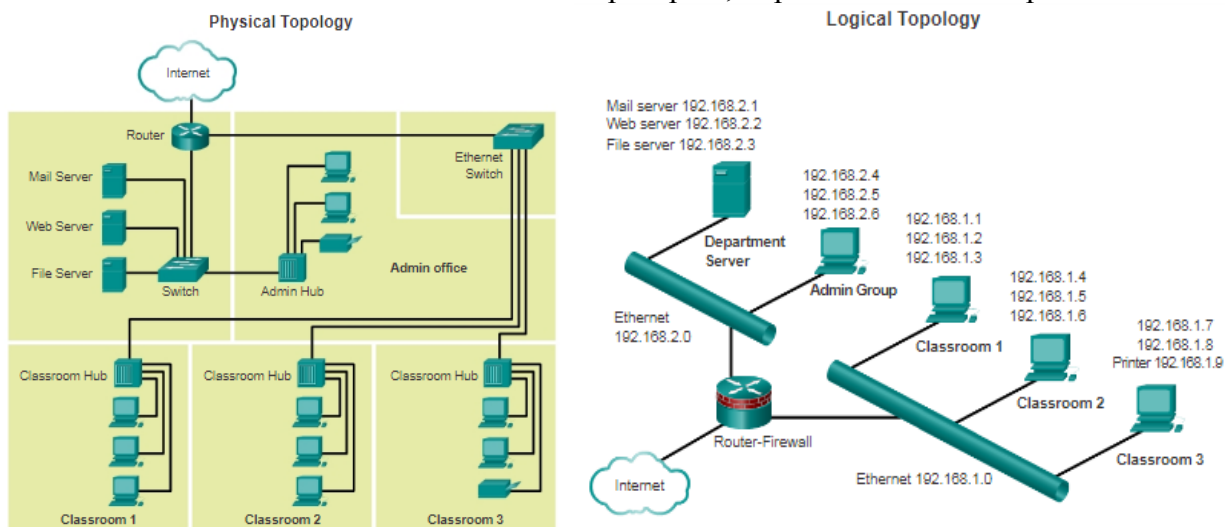 Physical Topology
Internet
Router
Ethernet
Switch
Mail Server
Web Server
File Server
Switch
Admin Hub
Admin office
Classroom Hub
Classroom Hub
Classroom Hub
Classroom 1
Classroom 2
Classroom 3
Logical Topology
Mail server 192.168.2.1
Web server 192.168.2.2
File server 192.168.2.3
192.168.2.4
192.168.2.5
192.168.2.6
192.168.1.1
192.168.1.2
192.168.1.3
Department
Server
Admin Group
192.168.1.4
192.168.1.5
192.168.1.6
Ethernet
192.168.2.0
Classroom 1
192.168.1.7
192.168.1.8
Printer 192.168.1.9
Classroom 2
Router-Firewall
Classroom 3
Internet
Ethernet 192.168.1.0